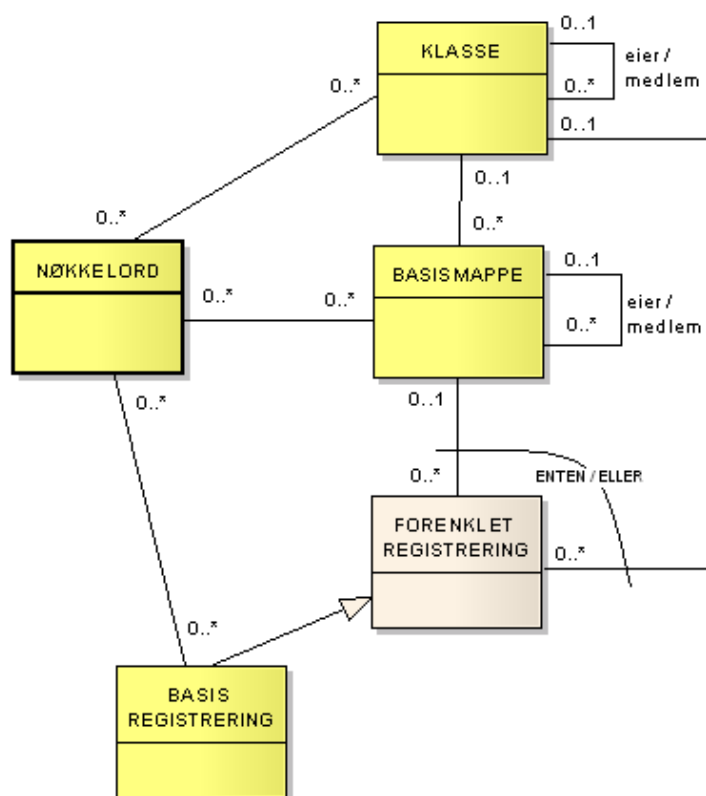 0..1
KLASSE
eier /
0..*
0..*
medlem
0..1
0..1
0..*
0..*
NØKKELORD
BASISMAPPE
0..1
0..*
0..*
eier /
0..*
medlem
0..1
0..*
0..*
ENTEN / ELLER
FORENKLET
REGISTRERING
0..*
0..*
BASIS
REGISTRERING